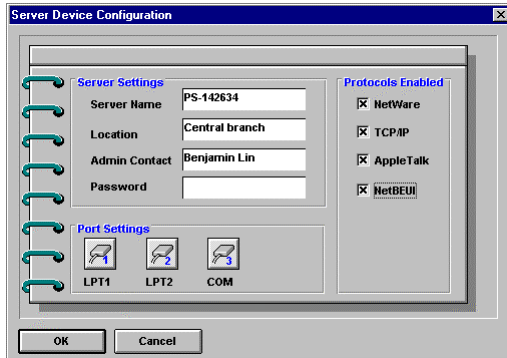 Server Device Configuration
Server Settings
Server Name PS-142634
Location Central branch
Admin Contact Benjamin Lin
Password
Protocols Enabled
NetWare
TCP/IP
AppleTalk
NetBEUI
Port Settings
1 2 3
LPT1 LPT2 COM
OK Cancel